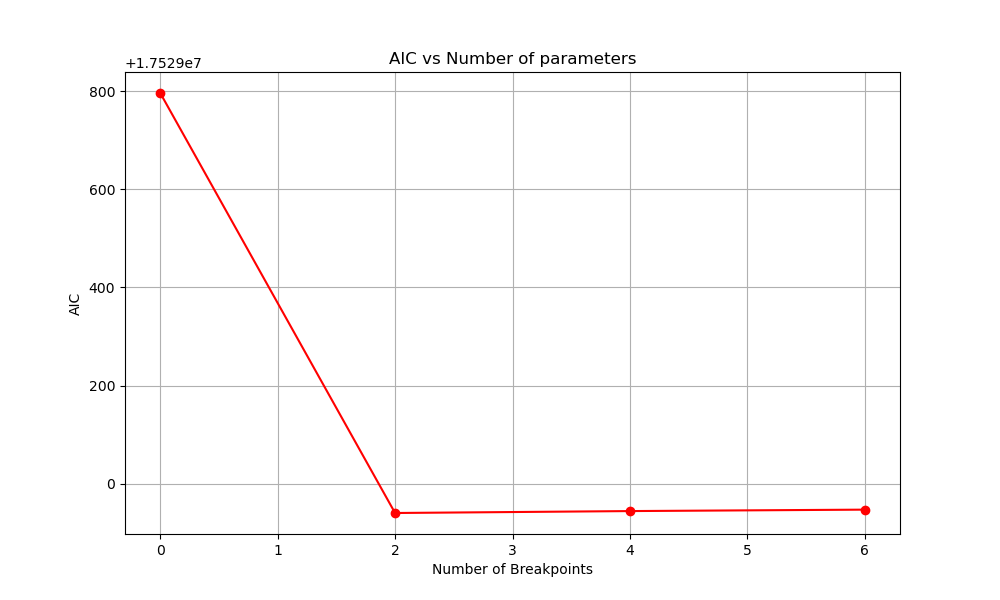 AIC vs Number of parameters
+1.7529e7
800
600
400
200
0
AIC
0 1 2 3 4 5 6
Number of Breakpoints